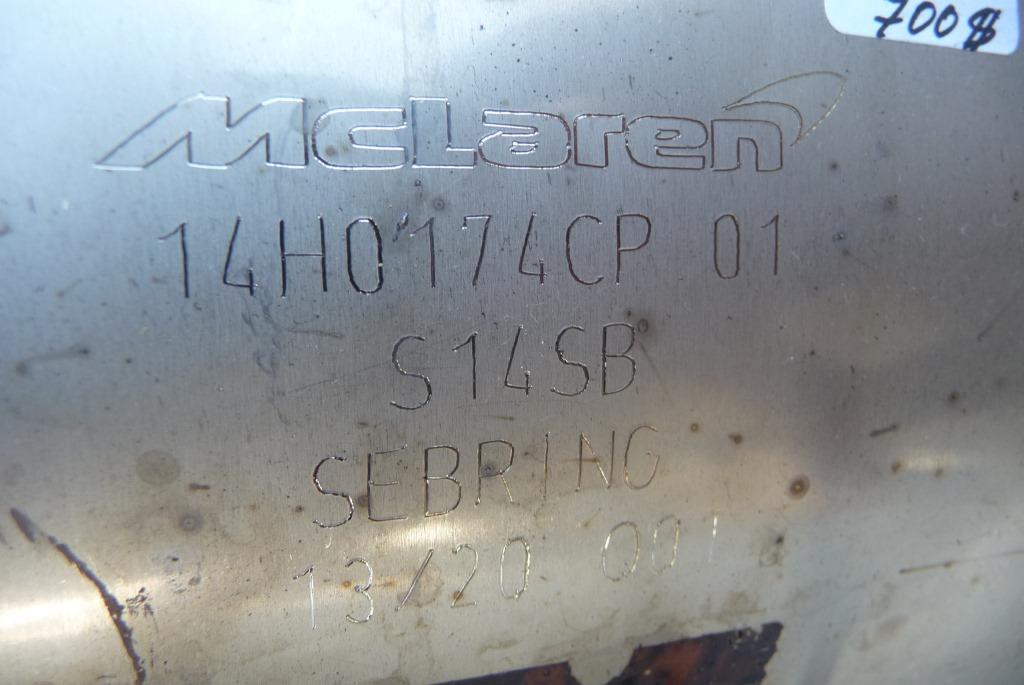 700$
McLaren
14H0174CP 01
S14SB
SEBRING
13/20 001